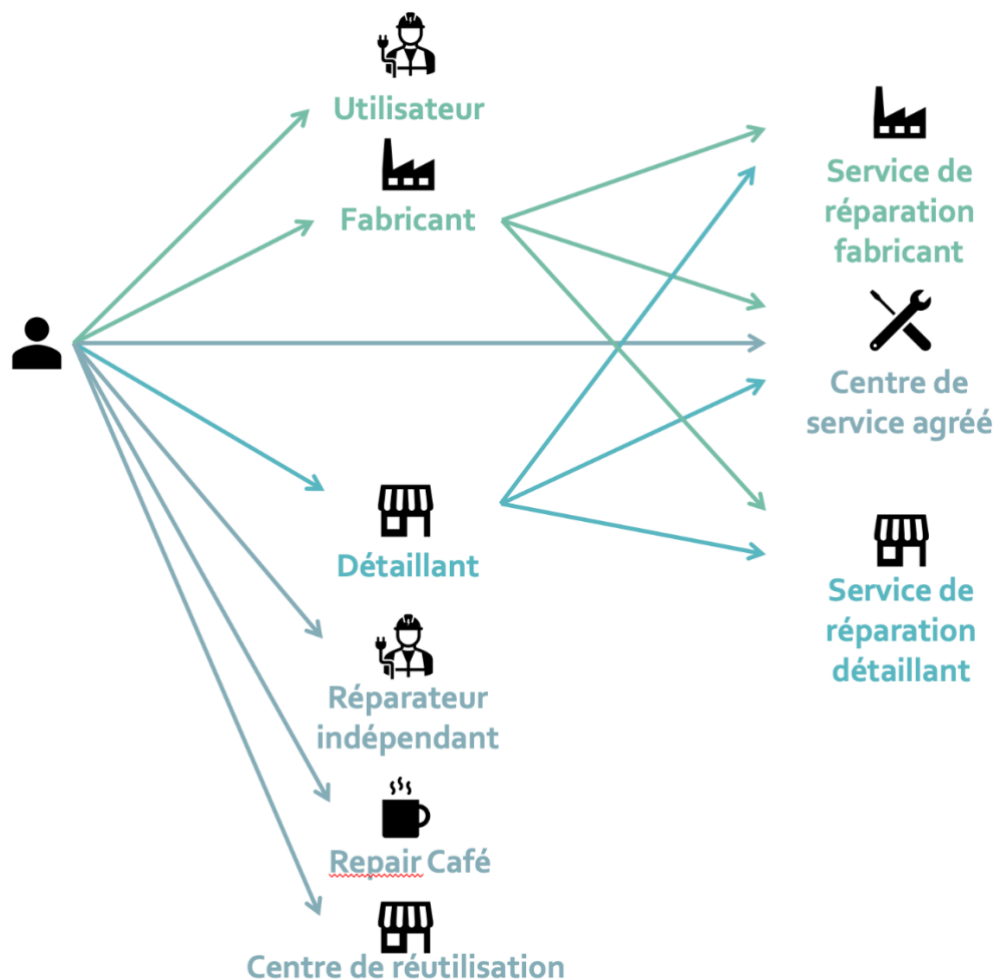 Utilisateur
Fabricant
Détaillant
Réparateur
indépendant
Repair Café
Centre de réutilisation
Service de
réparation
fabricant
Centre de
service agréé
Service de
réparation
détaillant